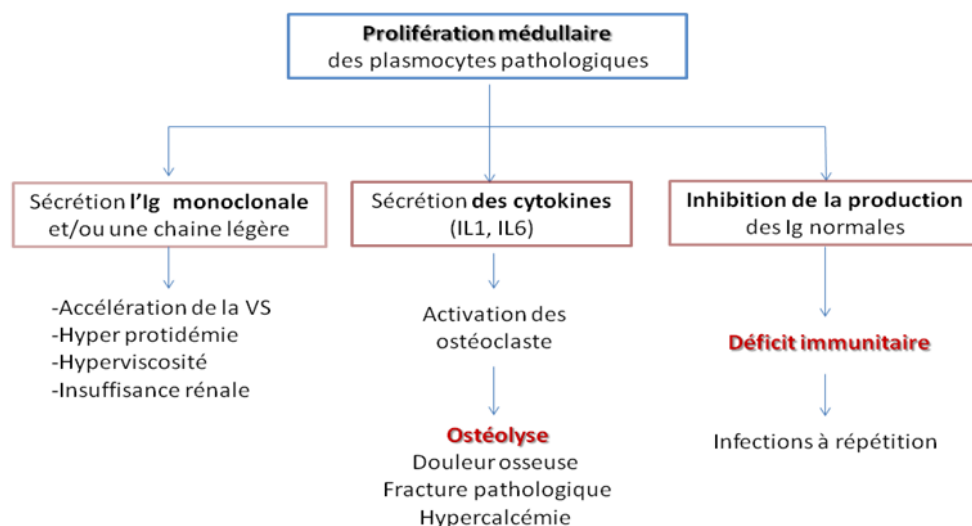 Prolifération médullaire
des plasmocytes pathologiques
Sécrétion l'Ig monoclonale
et/ou une chaine légère
-Accélération de la VS
-Hyper protidémie
-Hyperviscosité
-Insuffisance rénale
Sécrétion des cytokines
(IL1, IL6)
Activation des
ostéoclaste
Ostéolyse
Douleur osseuse
Fracture pathologique
Hypercalcémie
Inhibition de la production
des Ig normales
Déficit immunitaire
Infections à répétition